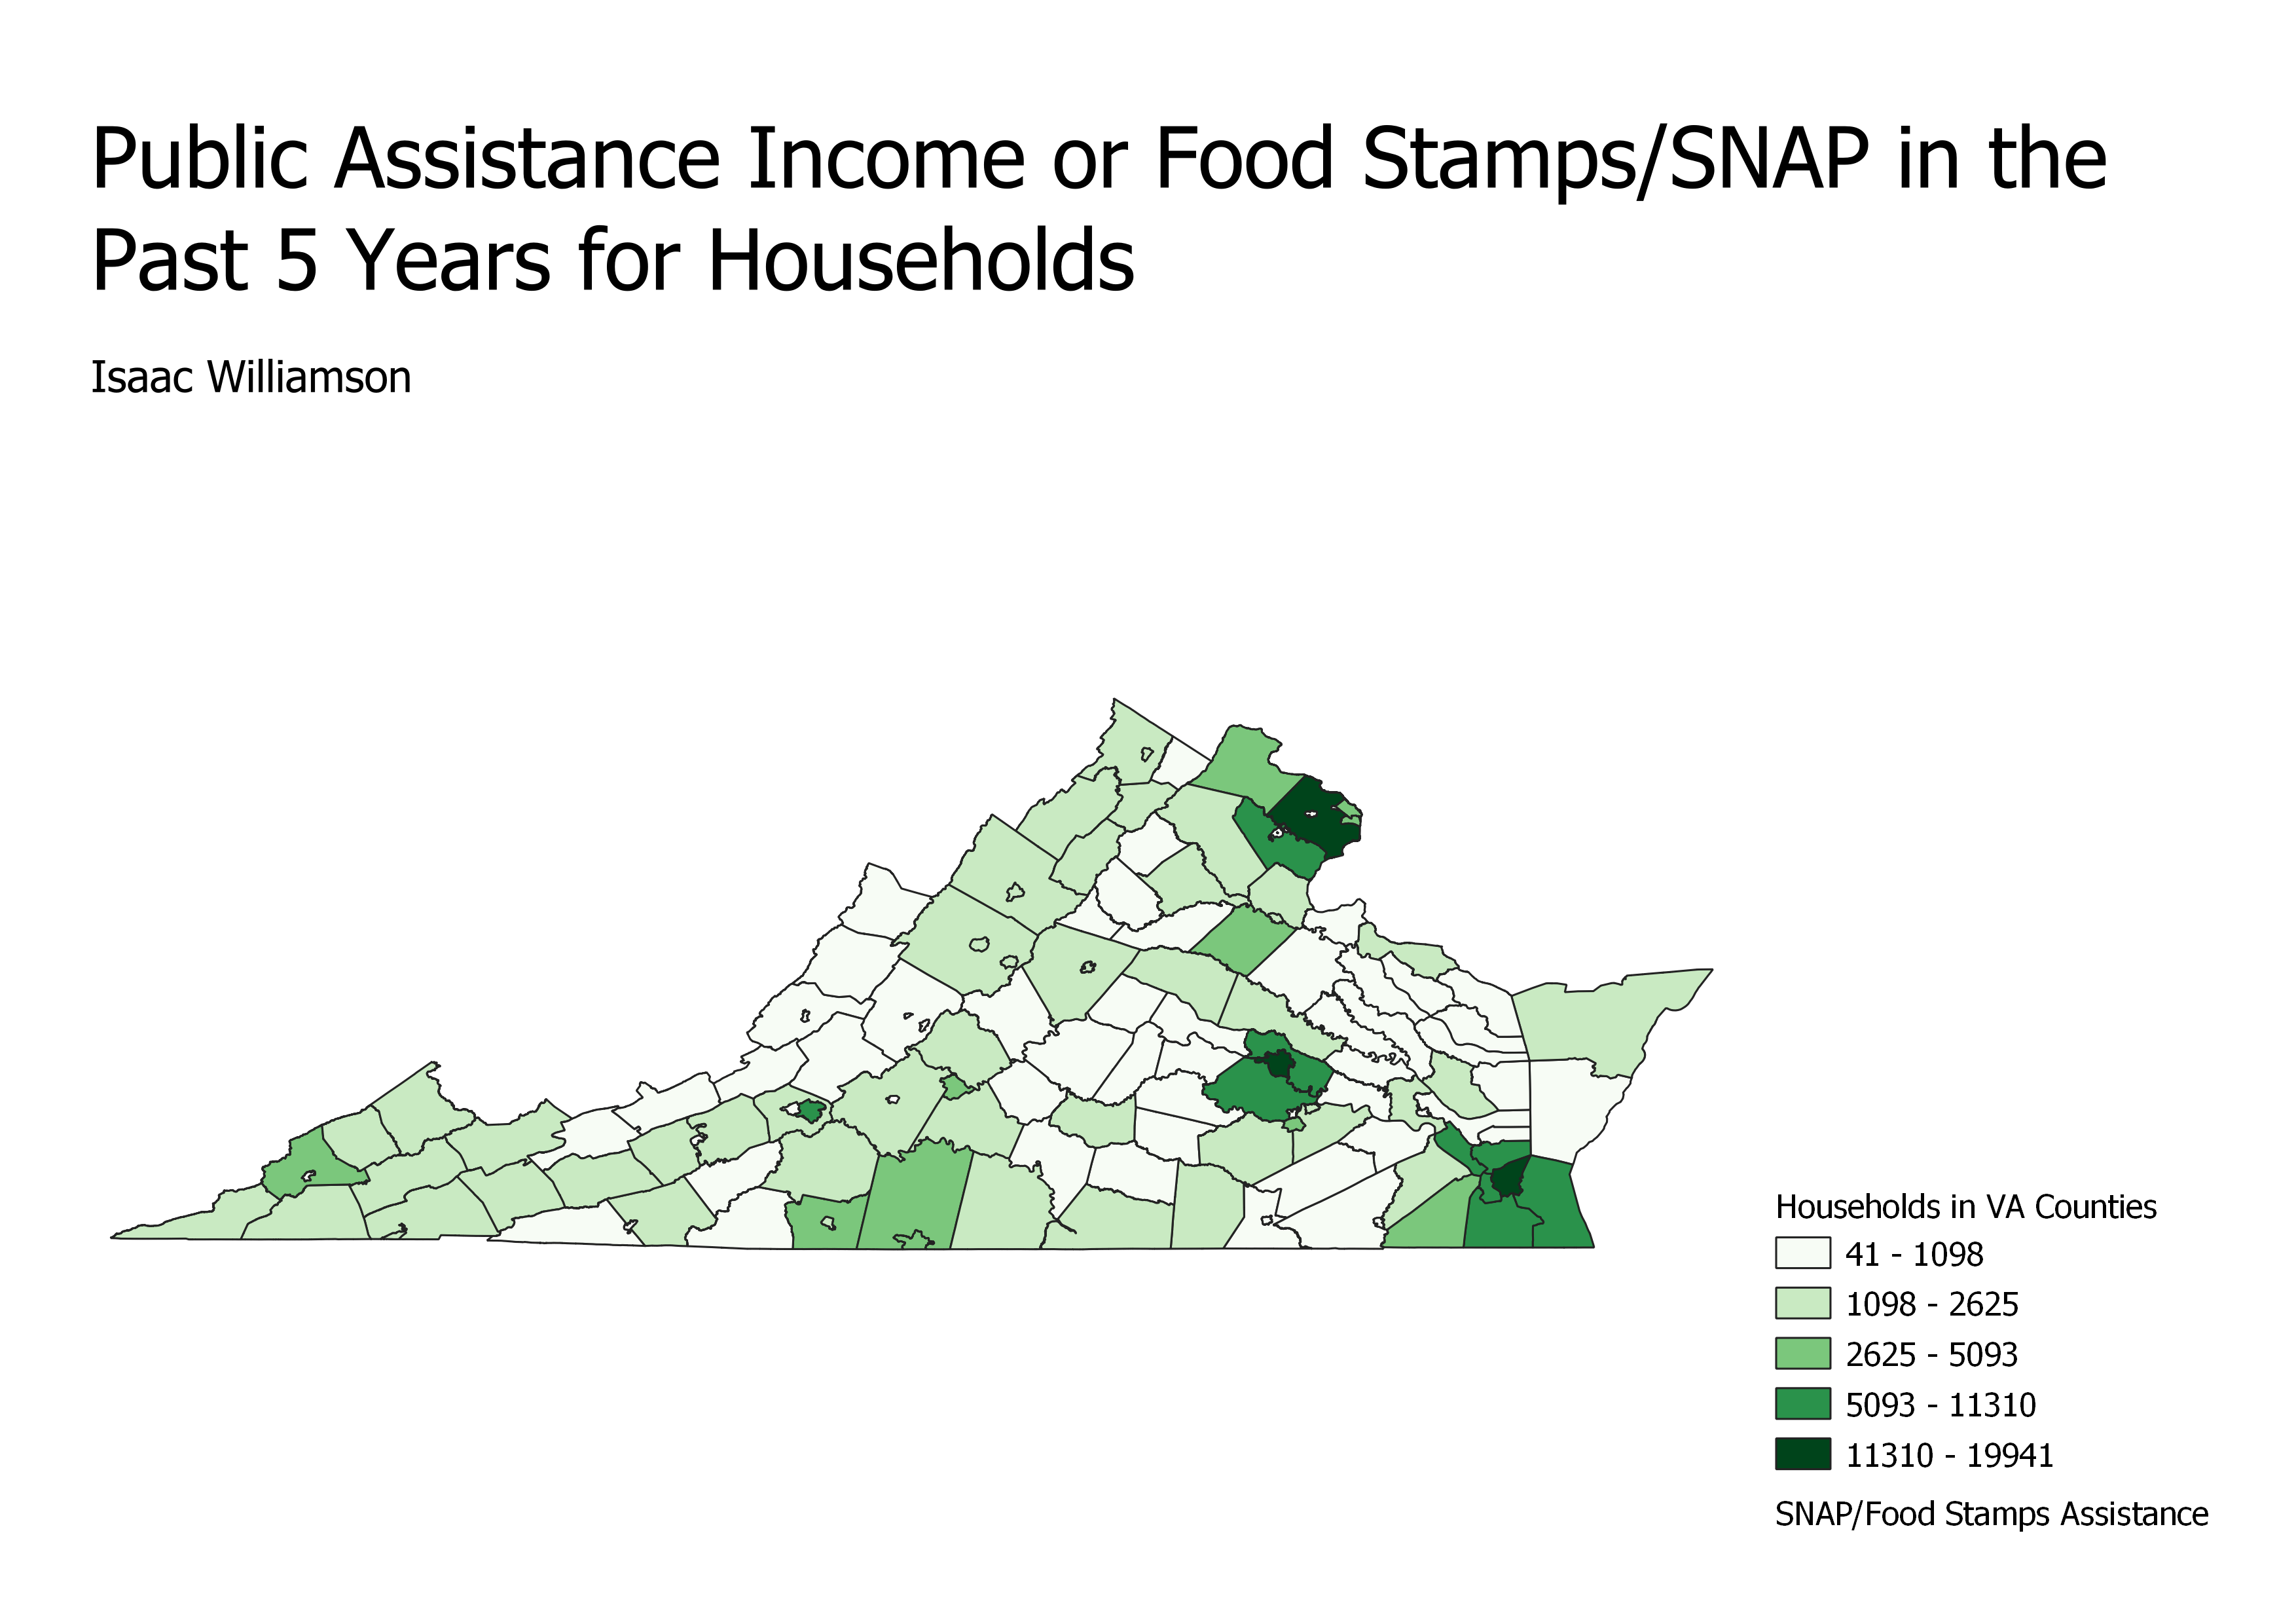 Public Assistance Income or Food Stamps/SNAP in the
Past 5 Years for Households
Isaac Williamson
Households in VA Counties
41 - 1098
1098 - 2625
2625 - 5093
5093 - 11310
11310 - 19941
SNAP/Food Stamps Assistance